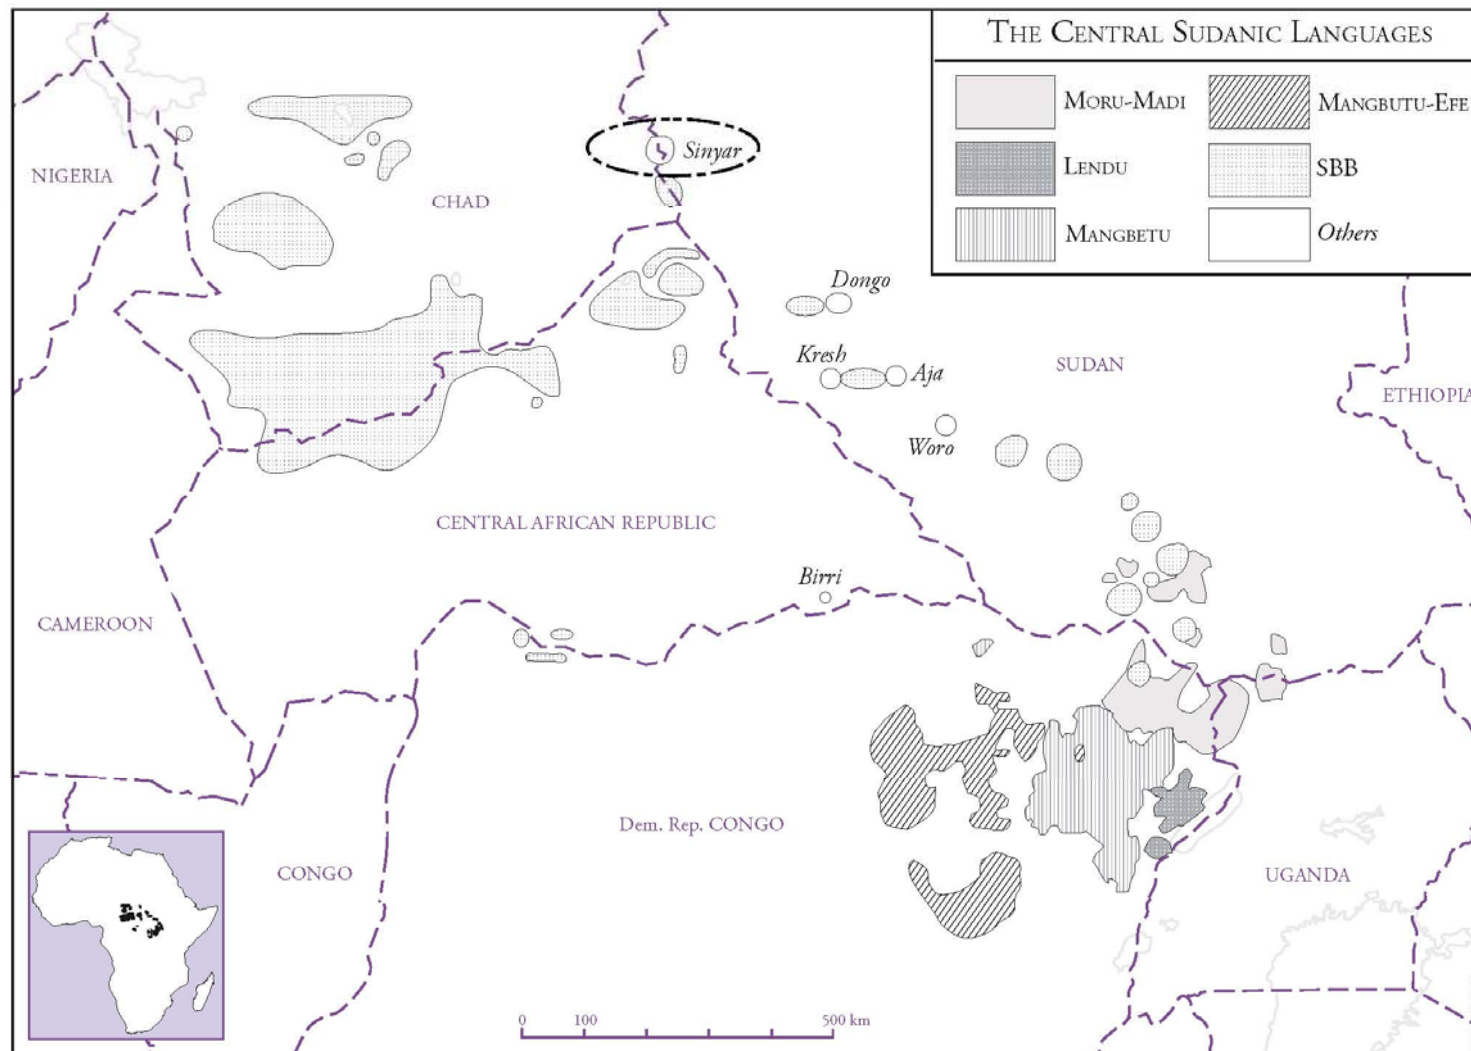 THE CENTRAL SUDANIC LANGUAGES
MORU-MADI
MANGBUTU-EFE
LENDU
SBB
MANGBETU
Others
NIGERIA
CHAD
Sinyar
Dongo
Kresh
Aja
SUDAN
ETHIOPIA
Woro
CENTRAL AFRICAN REPUBLIC
Birri
CAMEROON
Dem. Rep. CONGO
CONGO
UGANDA
0 100 500 km